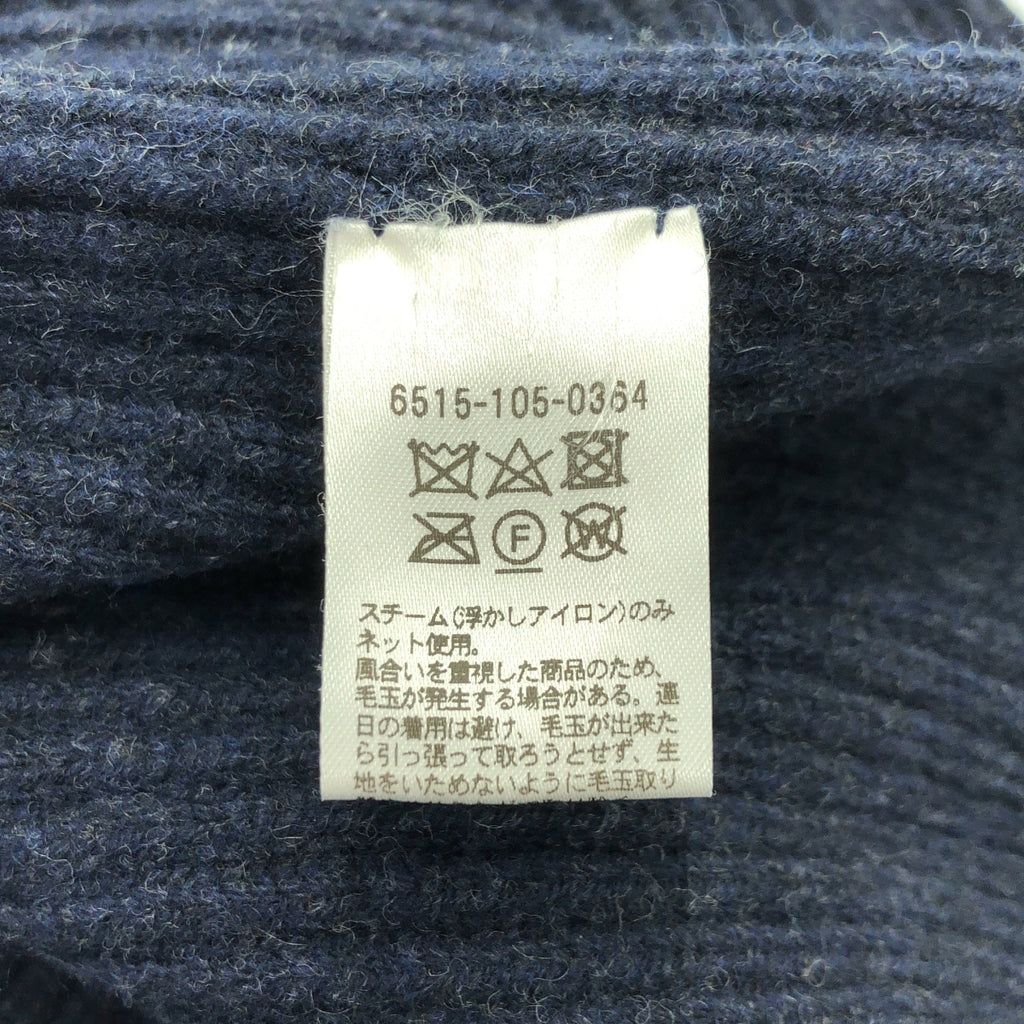 6515-105-0364
F
W
スチーム(浮かしアイロン)のみ
ネット使用。
風合いを重視した商品のため、
毛玉が発生する場合がある。連
日の着用は避け、毛玉が出来た
ら引っ張って取ろうとせず、生
地をいためないように毛玉取り